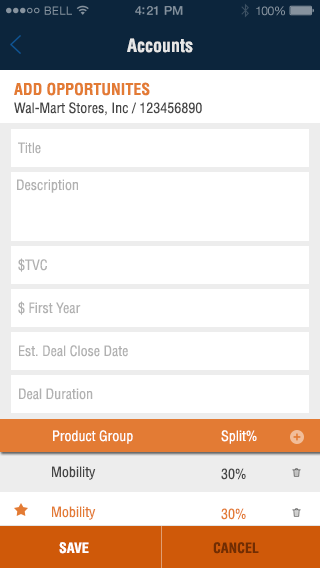 BELL 4:21 PM 100%
Accounts
ADD OPPORTUNITES
Wal-Mart Stores, Inc / 123456890
Title
Description
$TVC
$ First Year
Est. Deal Close Date
Deal Duration
Product Group Split%
Mobility 30%
Mobility 30%
SAVE CANCEL